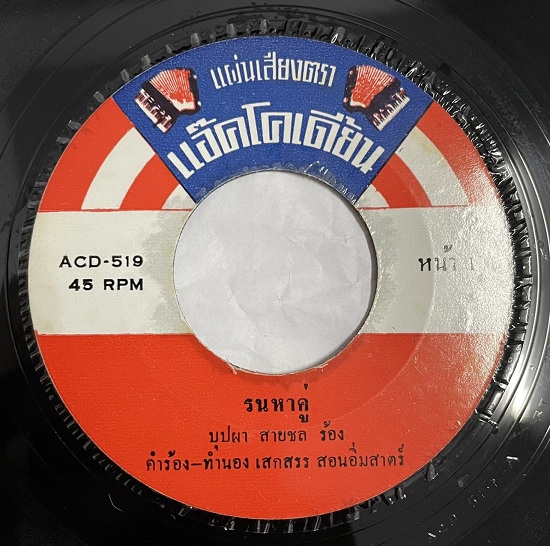 แผ่นเสียงตรา
แอ๊คโคเดียน
ACD-519
45 RPM
หน้า 1
รนหาคู่
บุปผา สายชล ร้อง
คำร้อง-ทำนอง เสกสรร สอนอิ่มสาตร์